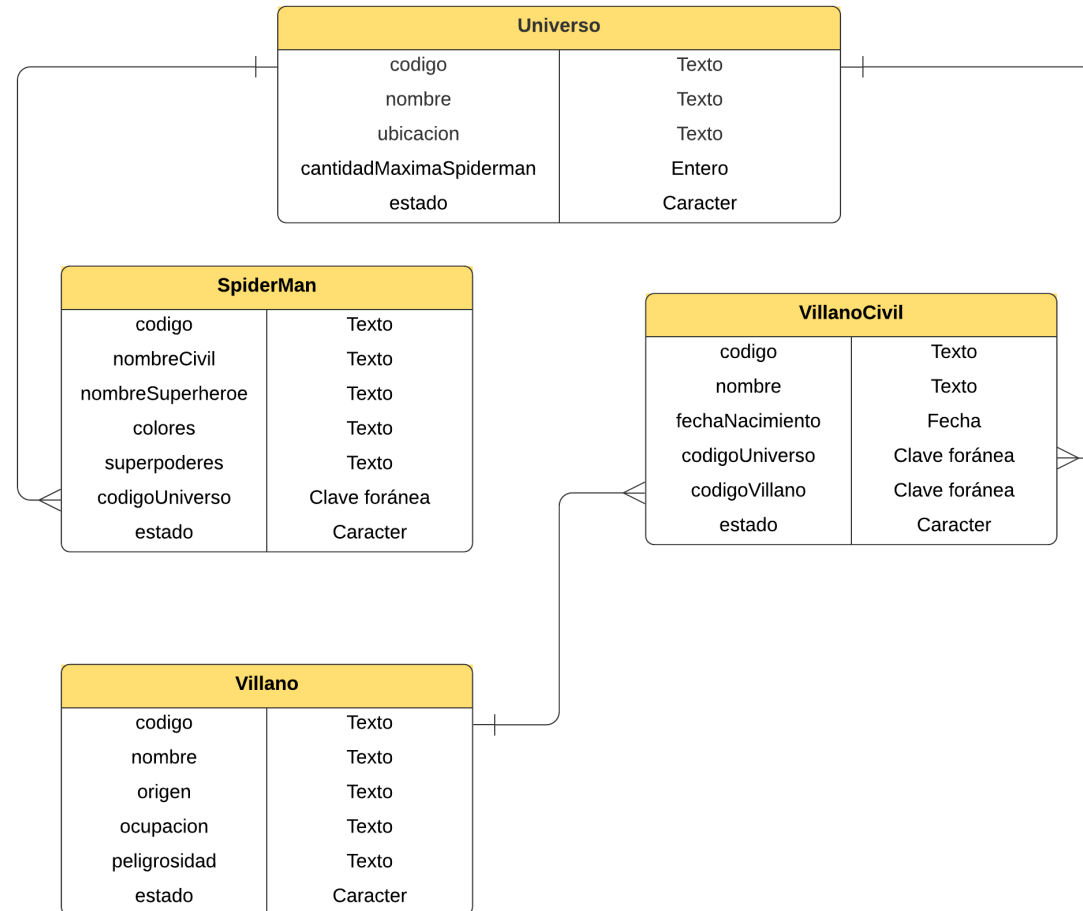 Universo
codigo Texto
nombre Texto
ubicacion Texto
cantidadMaximaSpiderman Entero
estado Caracter
SpiderMan
codigo Texto
nombreCivil Texto
nombreSuperheroe Texto
colores Texto
superpoderes Texto
codigoUniverso Clave foránea
estado Caracter
VillanoCivil
codigo Texto
nombre Texto
fechaNacimiento Fecha
codigoUniverso Clave foránea
codigoVillano Clave foránea
estado Caracter
Villano
codigo Texto
nombre Texto
origen Texto
ocupacion Texto
peligrosidad Texto
estado Caracter